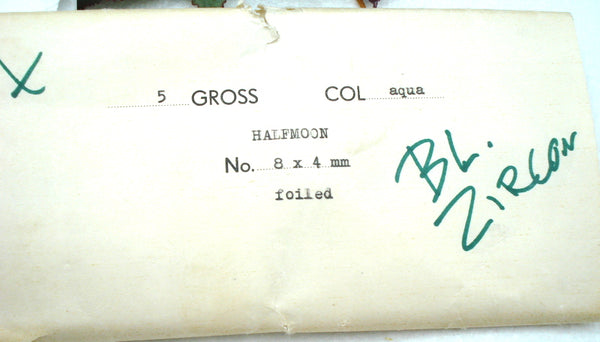 X
5 GROSS COL aqua
HALFMOON
No. 8 x 4 mm
foiled
BL.
ZIRCON